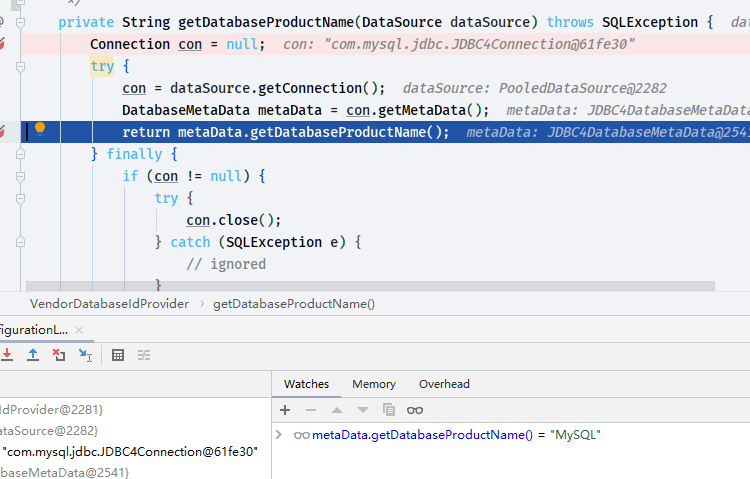 */
private String getDatabaseProductName(DataSource dataSource) throws SQLException { da
Connection con = null; con: "com.mysql.jdbc.JDBC4Connection@61fe30"
try {
con = dataSource.getConnection(); dataSource: PooledDataSource@2282
DatabaseMetaData metaData = con.getMetaData(); metaData: JDBC4DatabaseMetaData
return metaData.getDatabaseProductName(); metaData: JDBC4DatabaseMetaData@2541
} finally {
if (con != null) {
try {
con.close();
} catch (SQLException e) {
// ignored
}
VendorDatabaseIdProvider › getDatabaseProductName()
figurationL... ×
Watches Memory Overhead
IdProvider@2281}
ataSource@2282}
"com.mysql.jdbc.JDBC4Connection@61fe30"
baseMetaData@2541}
metaData.getDatabaseProductName() = "MySQL"